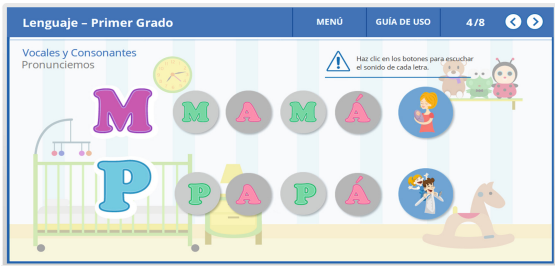 Lenguaje – Primer Grado
MENÚ
GUÍA DE USO
4/8
Vocales y Consonantes
Pronunciemos
Haz clic en los botones para escuchar
el sonido de cada letra.
M M A M Á
P P A P Á